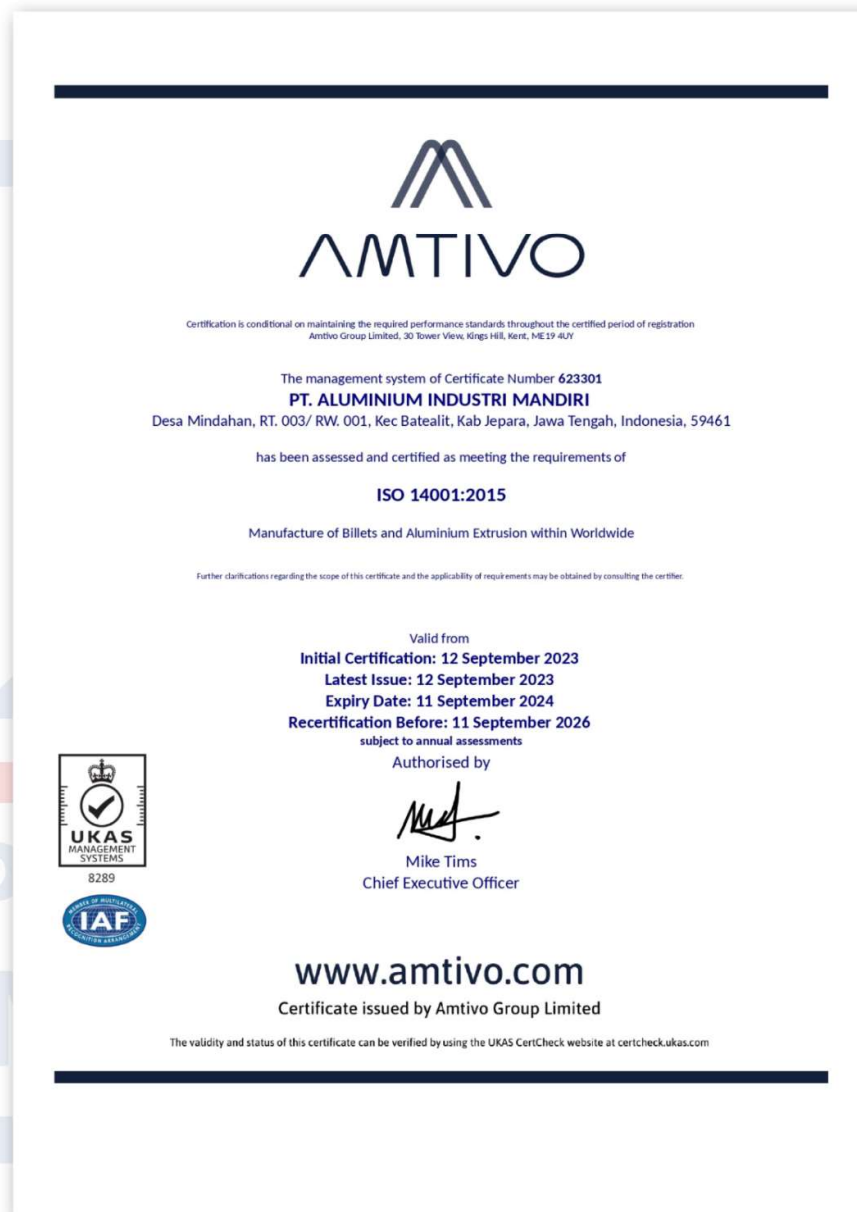 AMTIVO
Certification is conditional on maintaining the required performance standards throughout the certified period of registration
Amtivo Group Limited, 30 Tower View, Kings Hill, Kent, ME19 4UY
The management system of Certificate Number 623301
PT. ALUMINIUM INDUSTRI MANDIRI
Desa Mindahan, RT. 003/ RW. 001, Kec Batealit, Kab Jepara, Jawa Tengah, Indonesia, 59461
has been assessed and certified as meeting the requirements of
ISO 14001:2015
Manufacture of Billets and Aluminium Extrusion within Worldwide
Further clarifications regarding the scope of this certificate and the applicability of requirements may be obtained by consulting the certifier.
Valid from
Initial Certification: 12 September 2023
Latest Issue: 12 September 2023
Expiry Date: 11 September 2024
Recertification Before: 11 September 2026
subject to annual assessments
Authorised by
Mike Tims
Chief Executive Officer
UKAS
MANAGEMENT
SYSTEMS
8289
MEMBER OF MULTILATERAL
IAF
RECOGNITION ARRANGEMENT
www.amtivo.com
Certificate issued by Amtivo Group Limited
The validity and status of this certificate can be verified by using the UKAS CertCheck website at certcheck.ukas.com